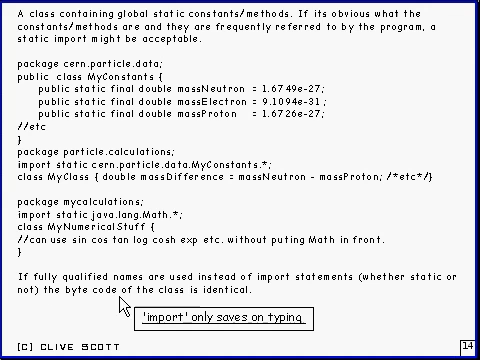 A class containing global static constants/methods. If its obvious what the
constants/methods are and they are frequently referred to by the program, a
static import might be acceptable.
package cern.particle.data;
public class MyConstants {
public static final double massNeutron = 1.6749e-27;
public static final double massElectron = 9.1094e-31;
public static final double massProton = 1.6726e-27;
//etc
}
package particle.calculations;
import static cern.particle.data.MyConstants.*;
class MyClass { double massDifference = massNeutron - massProton; /*etc*/}
package mycalculations;
import static java.lang.Math.*;
class MyNumericalStuff {
//can use sin cos tan log cosh exp etc. without puting Math in front.
}
If fully qualified names are used instead of import statements (whether static or
not) the byte code of the class is identical.
'import' only saves on typing
[C] CLIVE SCOTT
14